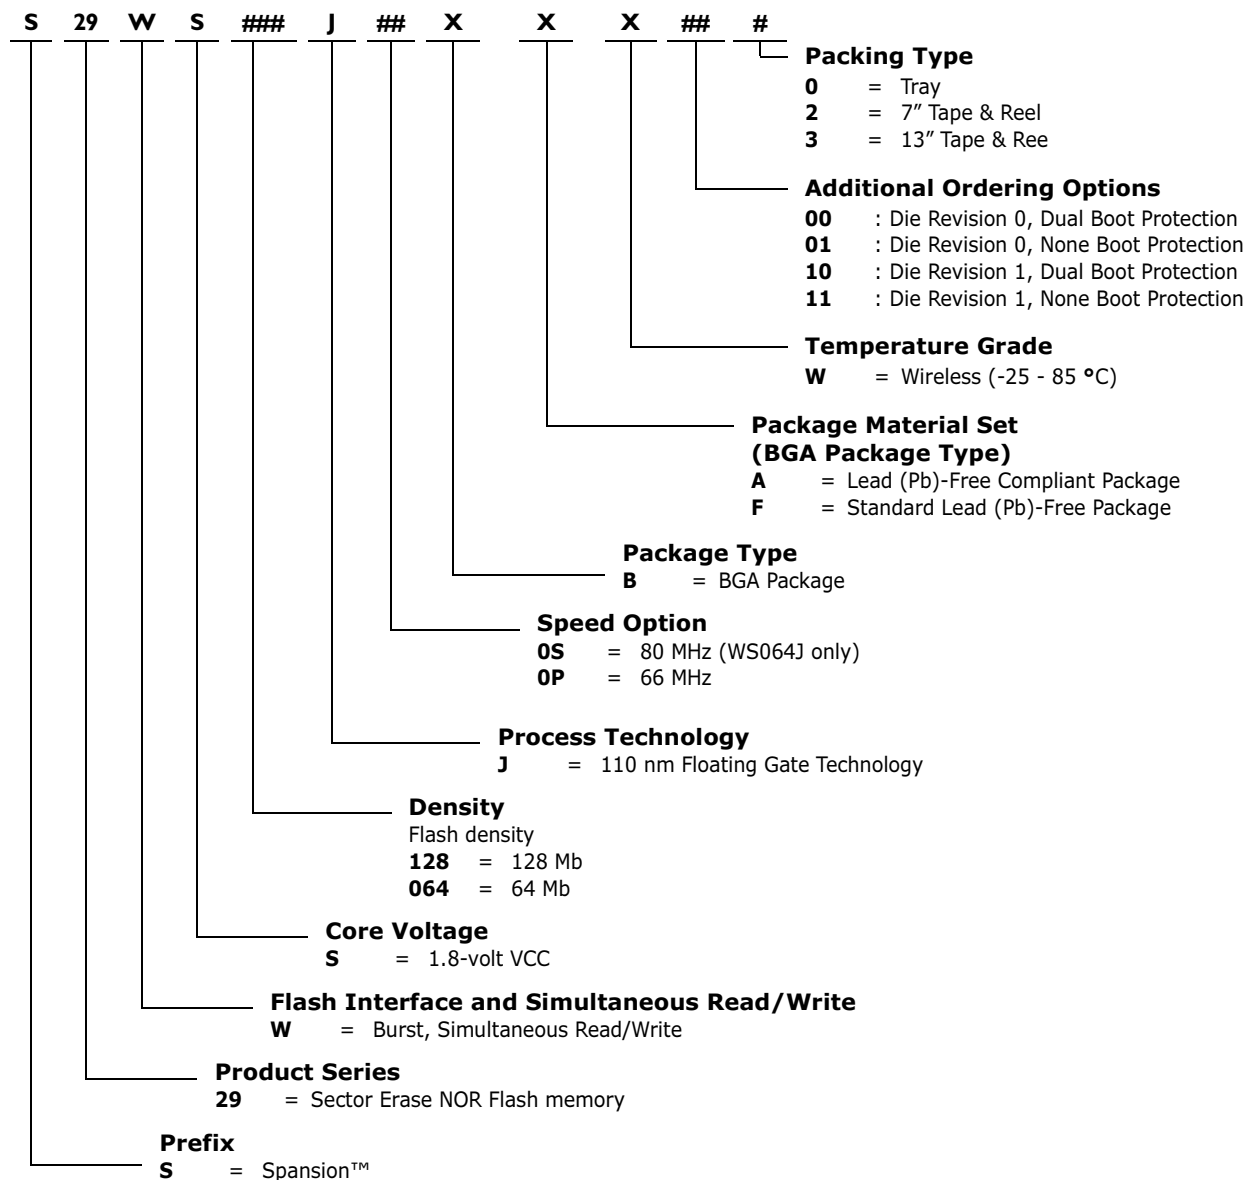 S 29 W S ### J ## X X X ## #
Packing Type
0 = Tray
2 = 7” Tape & Reel
3 = 13” Tape & Ree
Additional Ordering Options
00 : Die Revision 0, Dual Boot Protection
01 : Die Revision 0, None Boot Protection
10 : Die Revision 1, Dual Boot Protection
11 : Die Revision 1, None Boot Protection
Temperature Grade
W = Wireless (-25 - 85 °C)
Package Material Set
(BGA Package Type)
A = Lead (Pb)-Free Compliant Package
F = Standard Lead (Pb)-Free Package
Package Type
B = BGA Package
Speed Option
0S = 80 MHz (WS064J only)
0P = 66 MHz
Process Technology
J = 110 nm Floating Gate Technology
Density
Flash density
128 = 128 Mb
064 = 64 Mb
Core Voltage
S = 1.8-volt VCC
Flash Interface and Simultaneous Read/Write
W = Burst, Simultaneous Read/Write
Product Series
29 = Sector Erase NOR Flash memory
Prefix
S = Spansion™